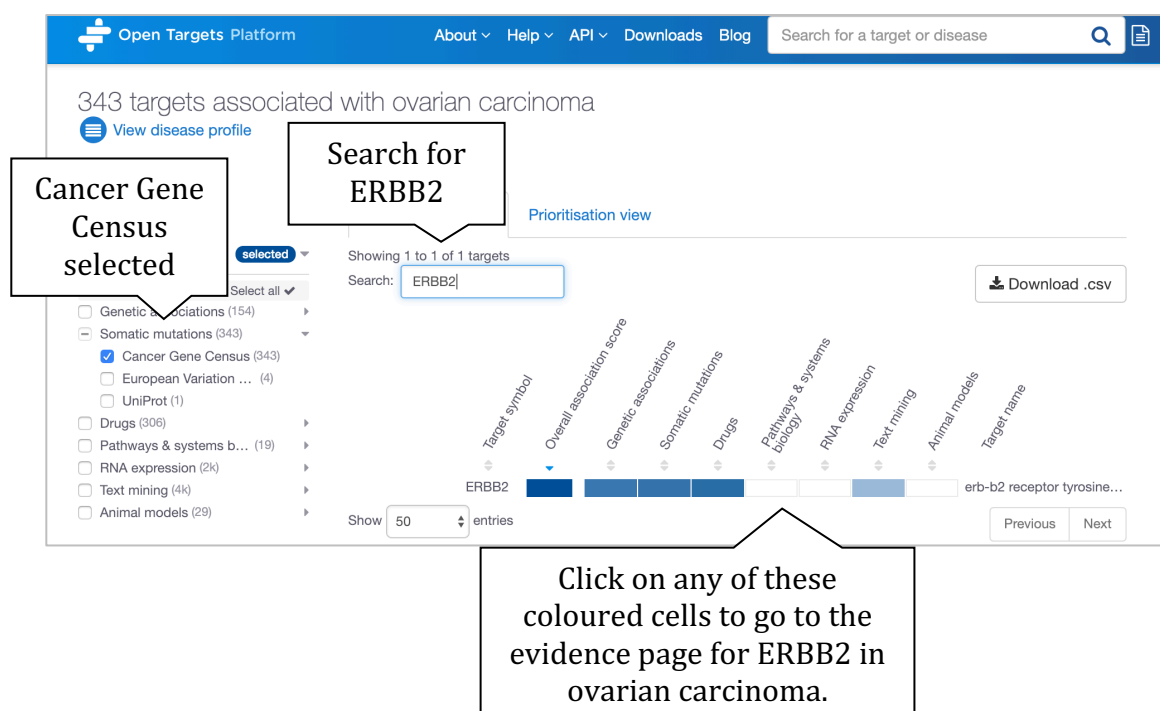 Open Targets Platform
About Help API Downloads Blog
Search for a target or disease
343 targets associated with ovarian carcinoma
View disease profile
Search for
ERBB2
Cancer Gene
Census
selected
Prioritisation view
selected
Showing 1 to 1 of 1 targets
Select all
Search: ERBB2
Download .csv
Genetic associations (154)
Somatic mutations (343)
Cancer Gene Census (343)
European Variation ... (4)
UniProt (1)
Drugs (306)
Pathways & systems b... (19)
RNA expression (2k)
Text mining (4k)
Animal models (29)
Target symbol
Overall association score
Genetic associations
Somatic mutations
Drugs
Pathways & systems
biology
RNA expression
Text mining
Animal models
Target name
ERBB2
erb-b2 receptor tyrosine...
Show 50 entries
Previous Next
Click on any of these
coloured cells to go to the
evidence page for ERBB2 in
ovarian carcinoma.